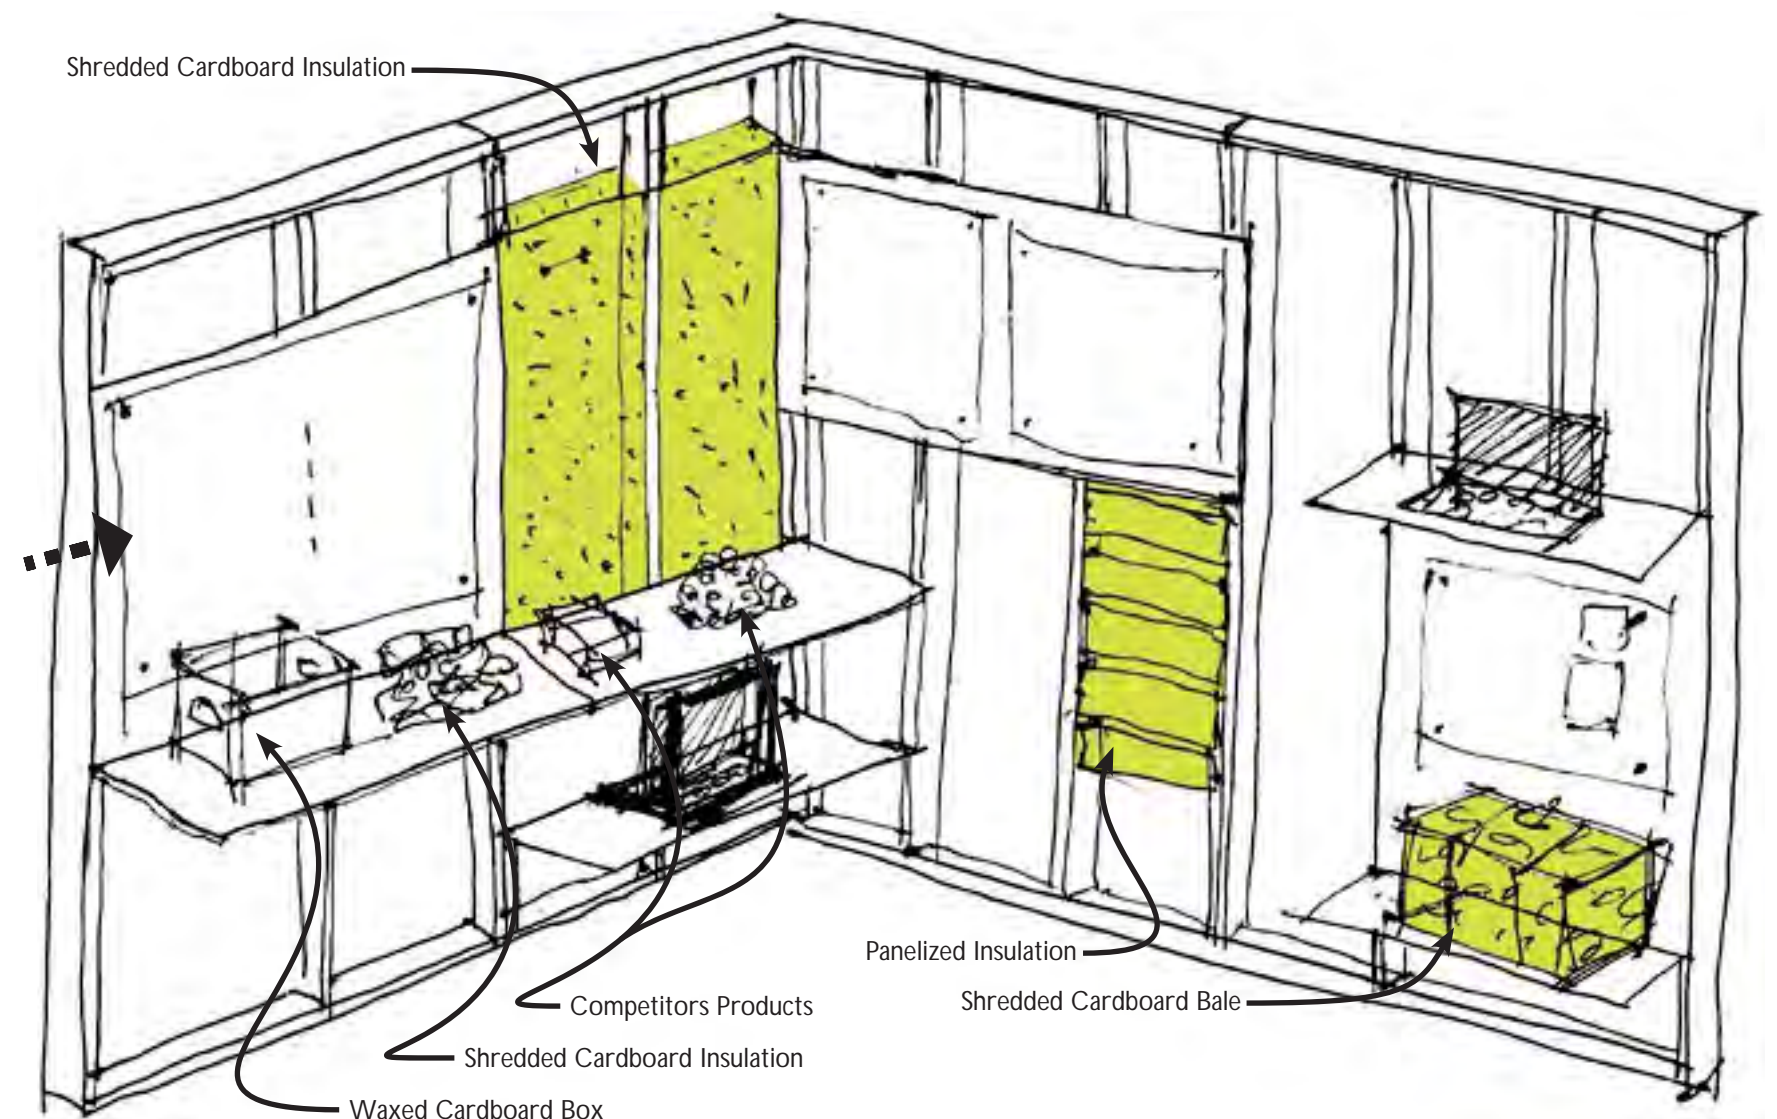 Shredded Cardboard Insulation
Panelized Insulation
Shredded Cardboard Bale
Competitors Products
Shredded Cardboard Insulation
Waxed Cardboard Box